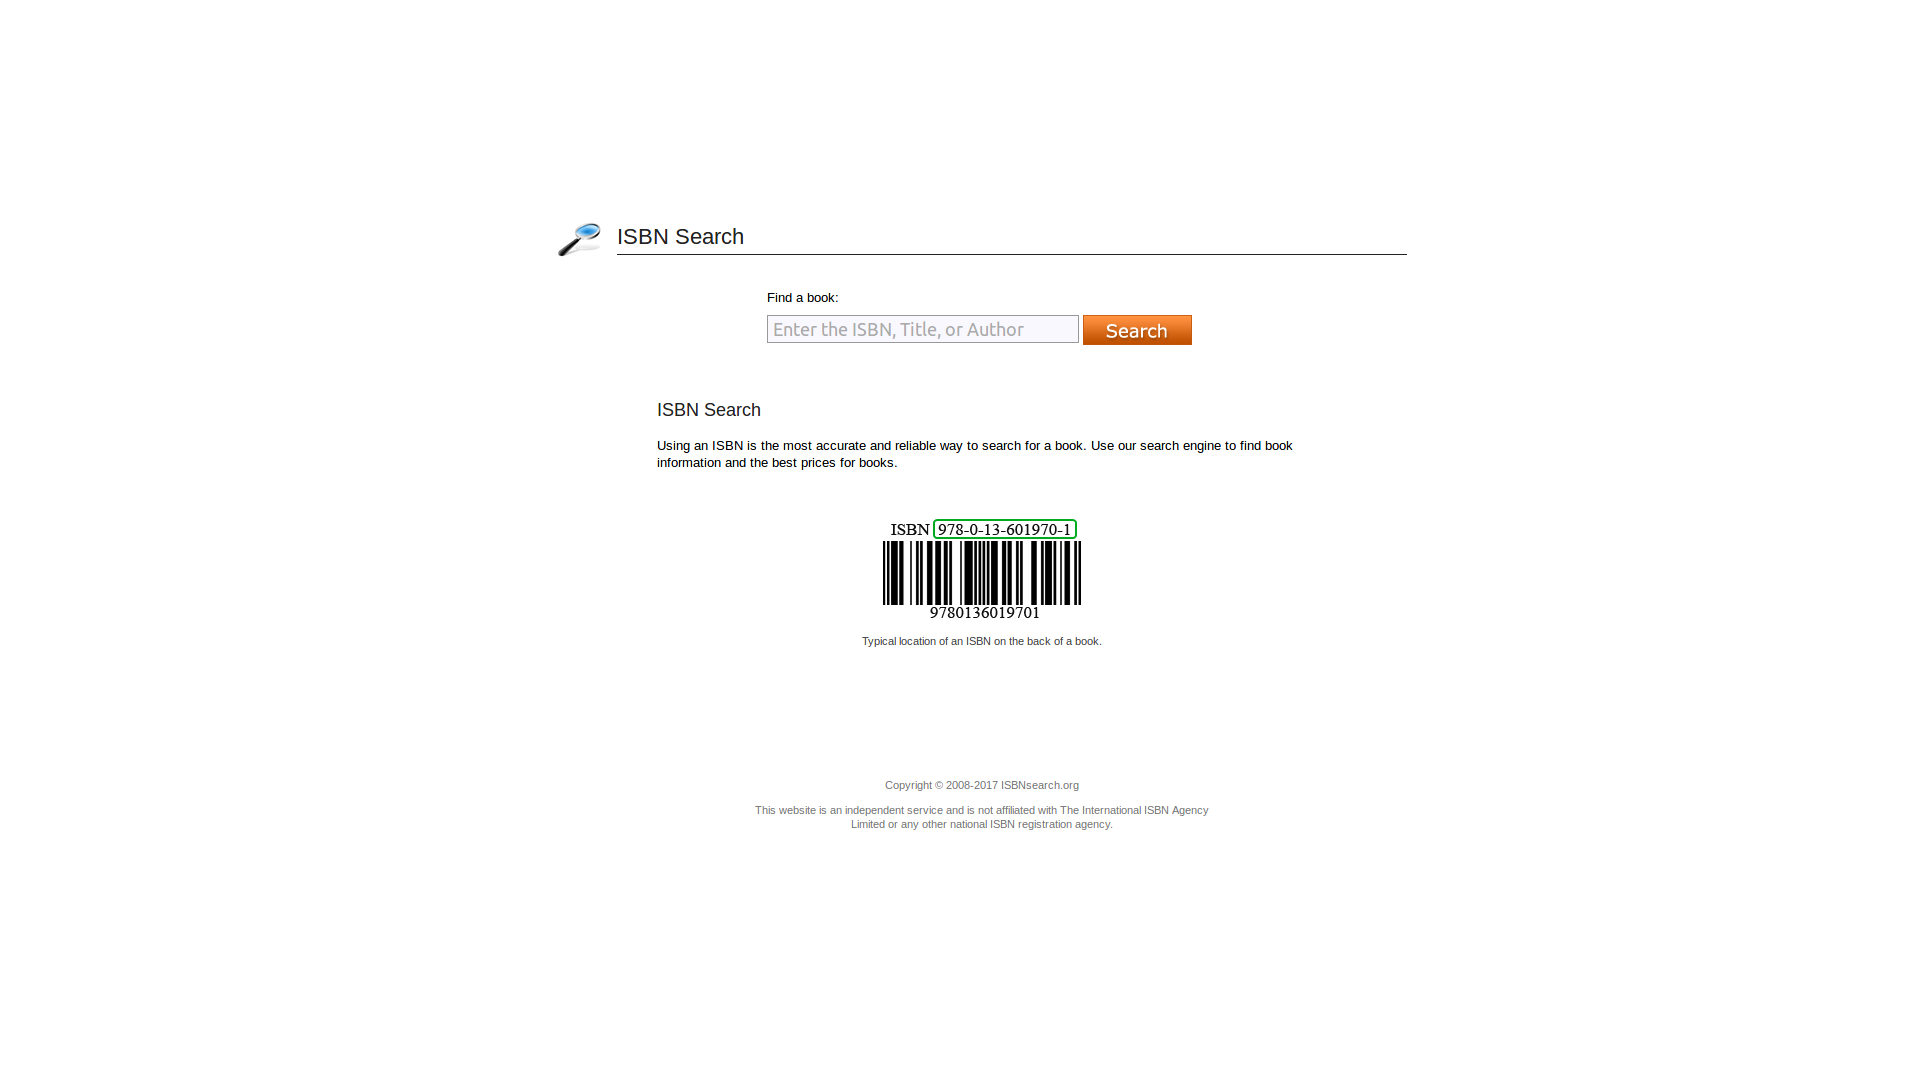 ISBN Search
Find a book:
Enter the ISBN, Title, or Author
Search
ISBN Search
Using an ISBN is the most accurate and reliable way to search for a book. Use our search engine to find book
information and the best prices for books.
ISBN 978-0-13-601970-1
9780136019701
Typical location of an ISBN on the back of a book.
Copyright © 2008-2017 ISBNsearch.org
This website is an independent service and is not affiliated with The International ISBN Agency
Limited or any other national ISBN registration agency.